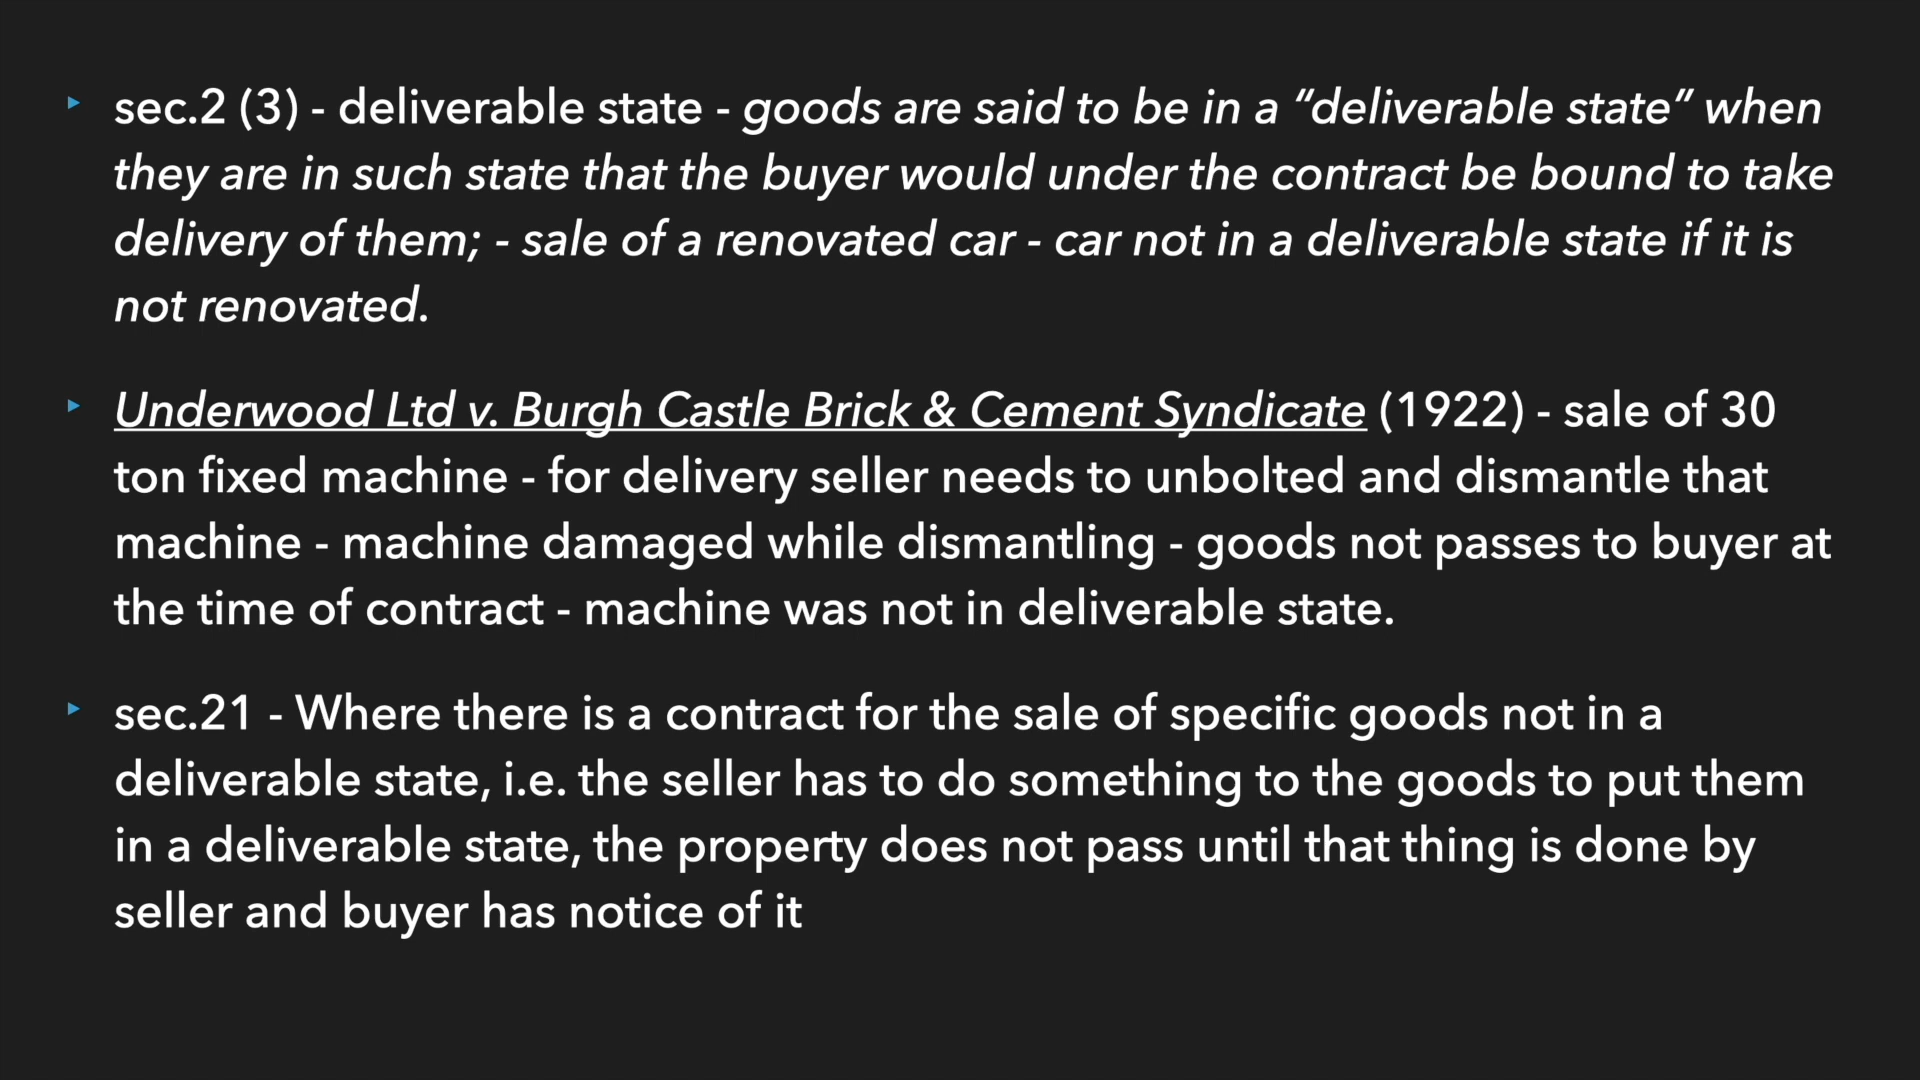 sec.2 (3) - deliverable state - goods are said to be in a “deliverable state” when
they are in such state that the buyer would under the contract be bound to take
delivery of them; - sale of a renovated car - car not in a deliverable state if it is
not renovated.
Underwood Ltd v. Burgh Castle Brick & Cement Syndicate (1922) - sale of 30
ton fixed machine - for delivery seller needs to unbolted and dismantle that
machine - machine damaged while dismantling - goods not passes to buyer at
the time of contract - machine was not in deliverable state.
sec.21 - Where there is a contract for the sale of specific goods not in a
deliverable state, i.e. the seller has to do something to the goods to put them
in a deliverable state, the property does not pass until that thing is done by
seller and buyer has notice of it